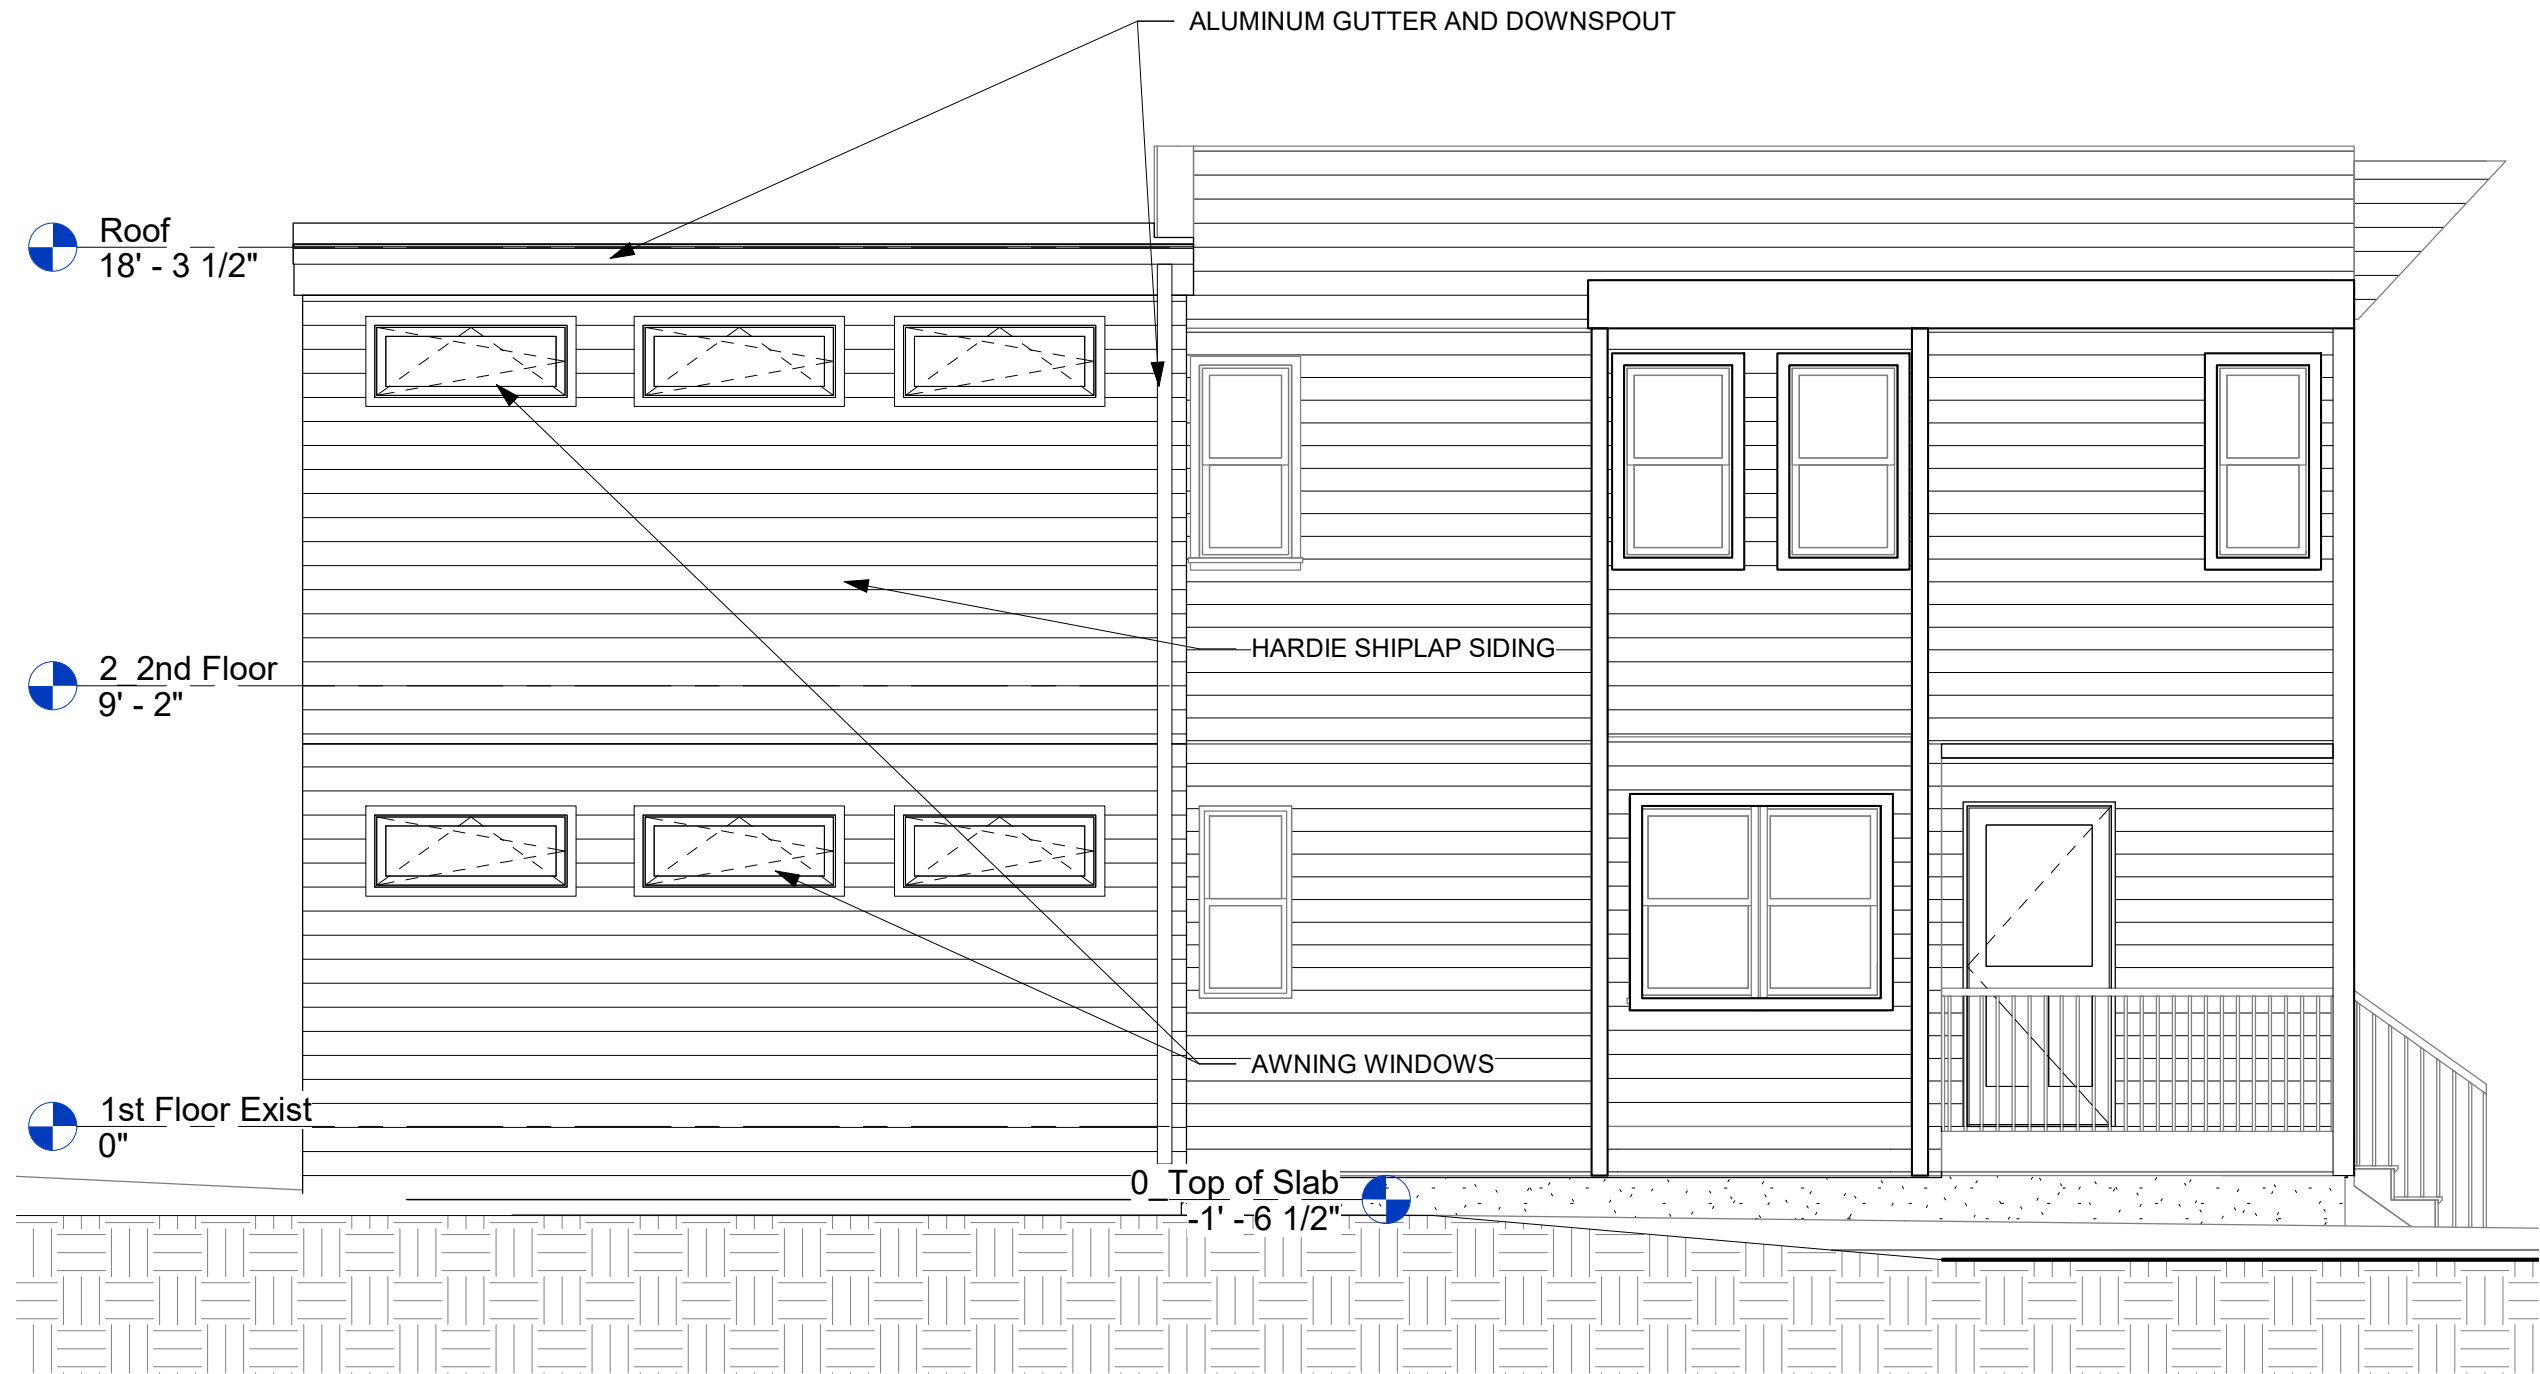 ALUMINUM GUTTER AND DOWNSPOUT
Roof
18' - 3 1/2"
HARDIE SHIPLAP SIDING
2_2nd Floor
9' - 2"
AWNING WINDOWS
1st Floor Exist
0"
0_Top of Slab
-1' - 6 1/2"